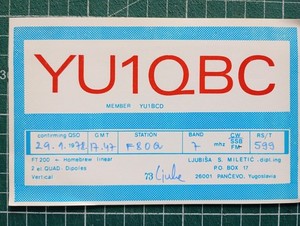 YU1QBC
MEMBER YU1BCD
confirming QSO GMT STATION BAND CW SSB FM RS/T
29.1.1978 17.47 7 mhz 599
FT 200 + Homebrew linear
2 el QUAD- Dipoles
Vertical
LJUBIŠA S. MILETIĆ, dipl.ing
P.O BOX 17
26001 PANČEVO, Yugoslavia
73 Ljuba